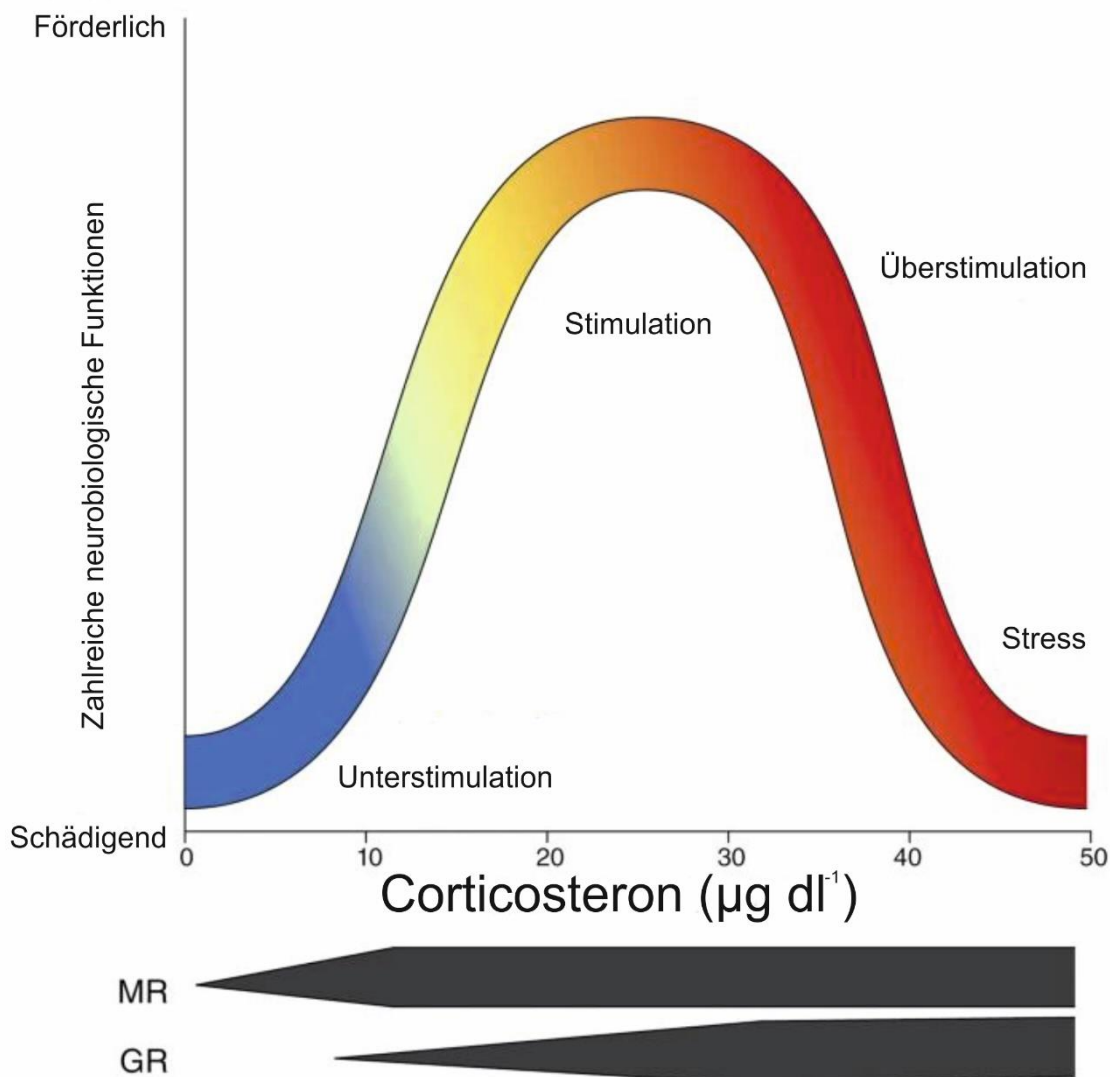 Förderlich
Zahlreiche neurobiologische Funktionen
Überstimulation
Stimulation
Stress
Unterstimulation
Schädigend
0 10 20 30 40 50
Corticosteron (µg dl⁻¹)
MR
GR